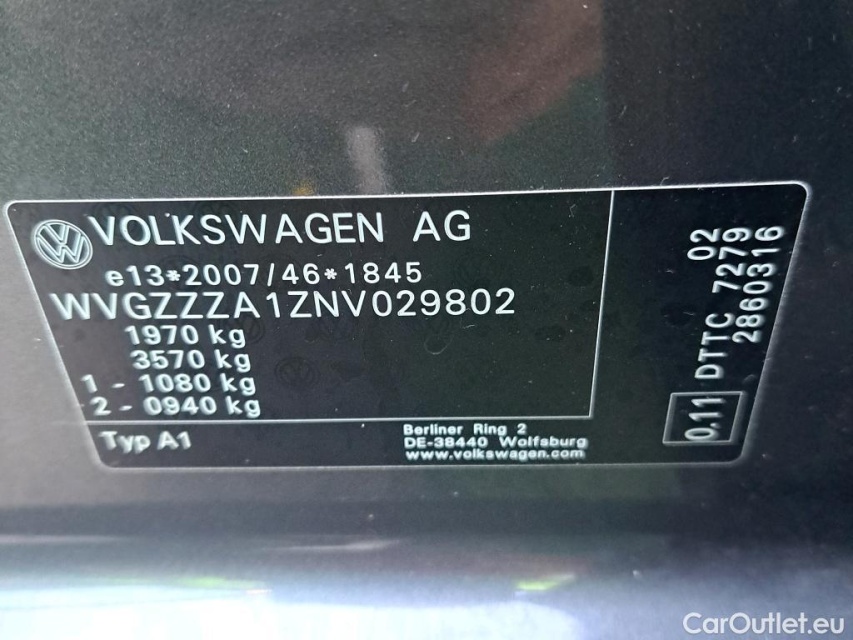 VOLKSWAGEN AG
e13*2007/46*1845
WVGZZZA1ZNV029802
1970 kg
3570 kg
1 - 1080 kg
2 - 0940 kg
Typ A1
Berliner Ring 2
DE-38440 Wolfsburg
www.volkswagen.com
0.11
DTTC 7279 02
2860316
CarOutlet.eu